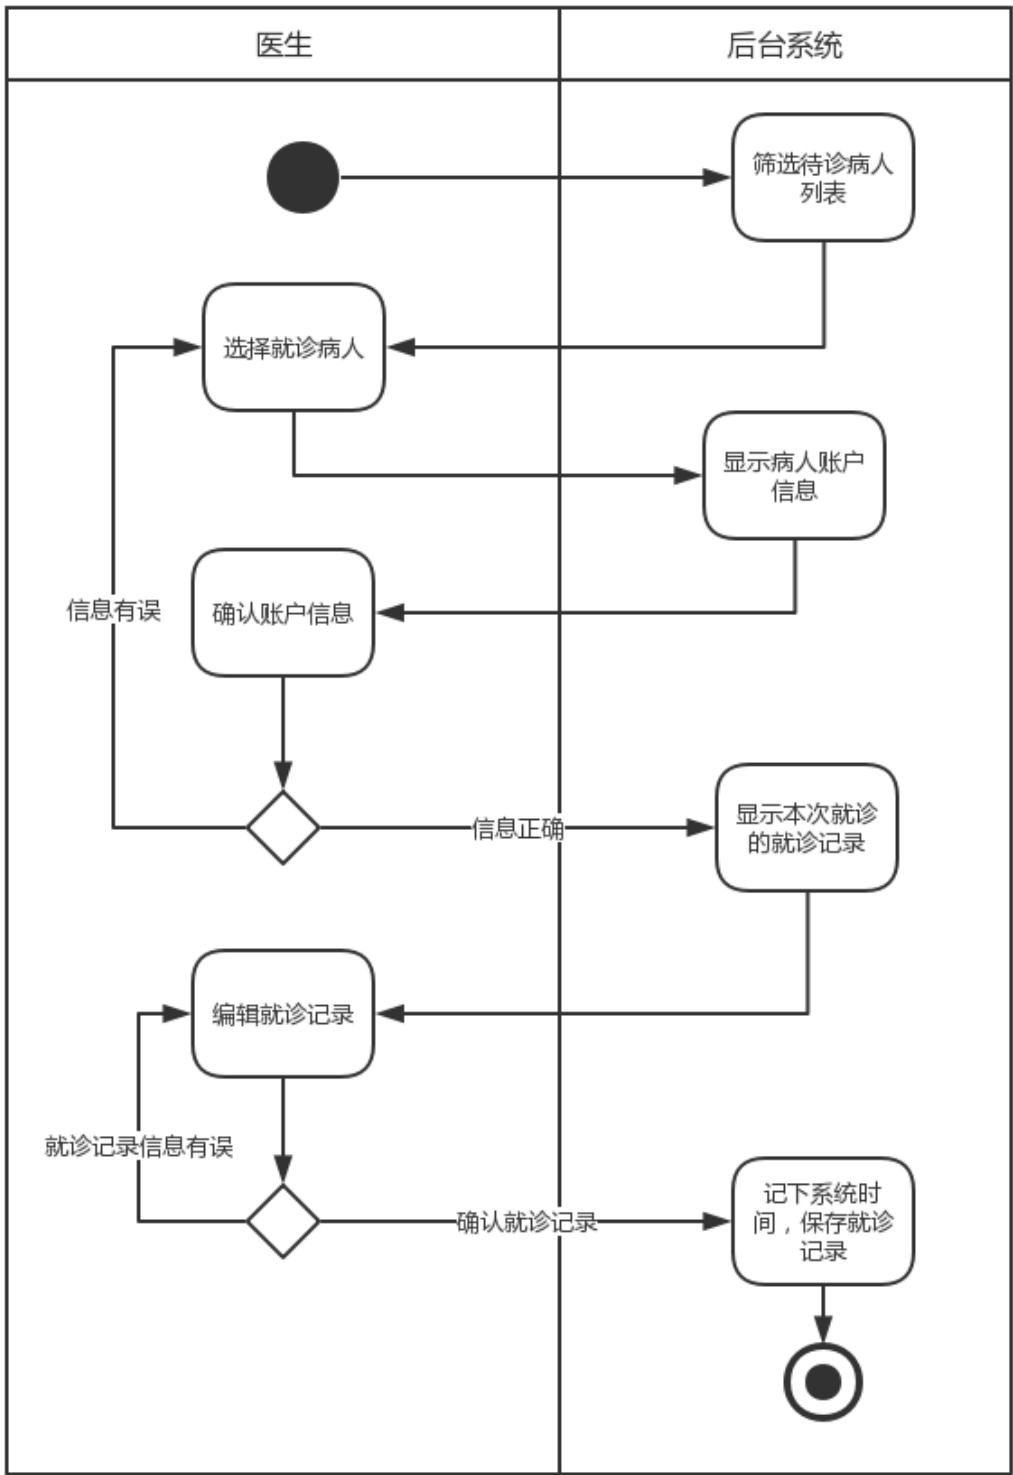 医生
后台系统
筛选待诊病人
列表
选择就诊病人
显示病人账户
信息
信息有误
确认账户信息
信息正确
显示本次就诊
的就诊记录
编辑就诊记录
就诊记录信息有误
确认就诊记录
记下系统时
间，保存就诊
记录